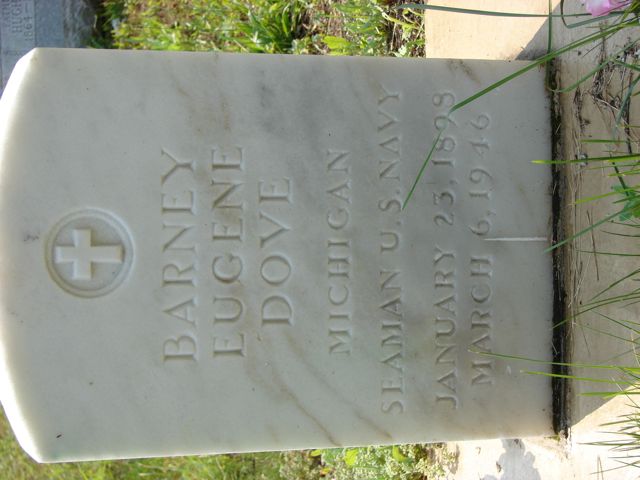 BARNEY
EUGENE
DOVE
MICHIGAN
SEAMAN U.S. NAVY
JANUARY 23, 1898
MARCH 6, 1946